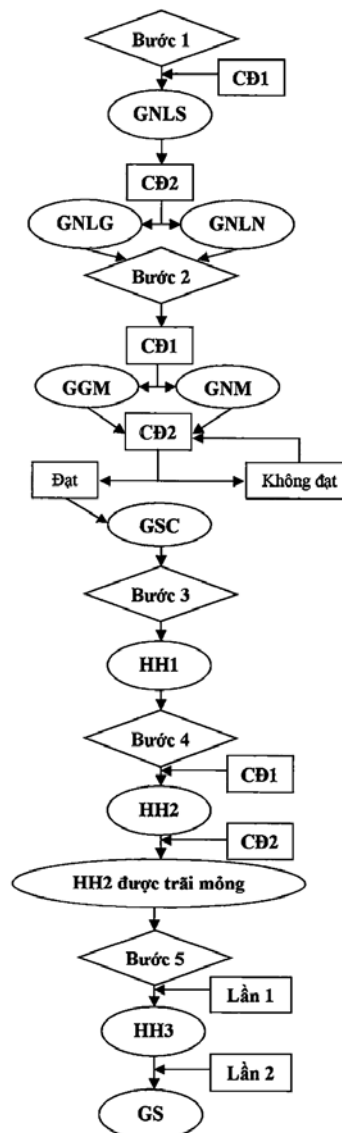 Bước 1
CĐ1
GNLS
CĐ2
GNLG
GNLN
Bước 2
CĐ1
GGM
GNM
CĐ2
Đạt
Không đạt
GSC
Bước 3
HH1
Bước 4
CĐ1
HH2
CĐ2
HH2 được trãi mỏng
Bước 5
Lần 1
HH3
Lần 2
GS